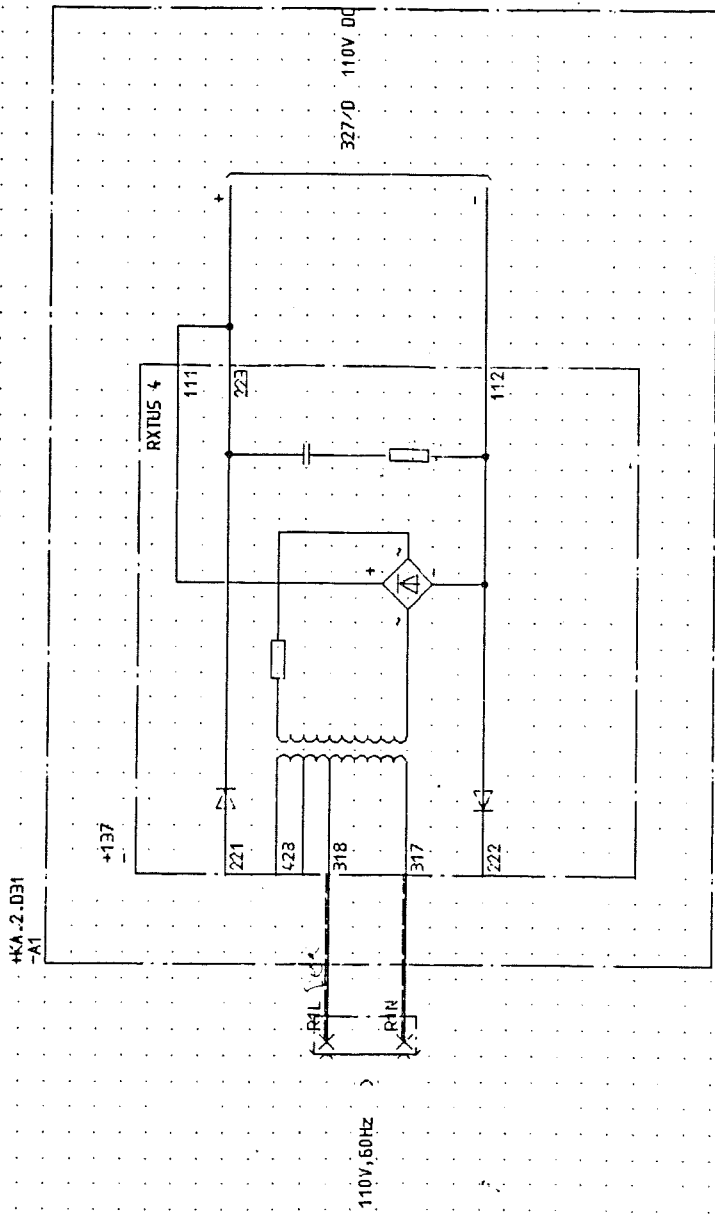 +KA.2.D31
-A1
+137
-
RXTUS 4
111
223
112
221
423
318
317
222
+
-
+
-
~
~
327/D 110V DC
R1L
R1N
110V,60Hz